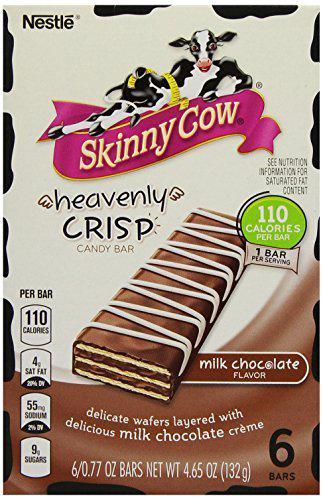 Nestlé
Skinny Cow®
SEE NUTRITION
INFORMATION FOR
SATURATED FAT
CONTENT
heavenly
CRISP
CANDY BAR
110
CALORIES
PER BAR
1 BAR
PER SERVING
PER BAR
110
CALORIES
4g
SAT FAT
20% DV
55mg
SODIUM
2% DV
9g
SUGARS
milk chocolate
FLAVOR
delicate wafers layered with
delicious milk chocolate crème
6
BARS
6/0.77 OZ BARS NET WT 4.65 OZ (132g)